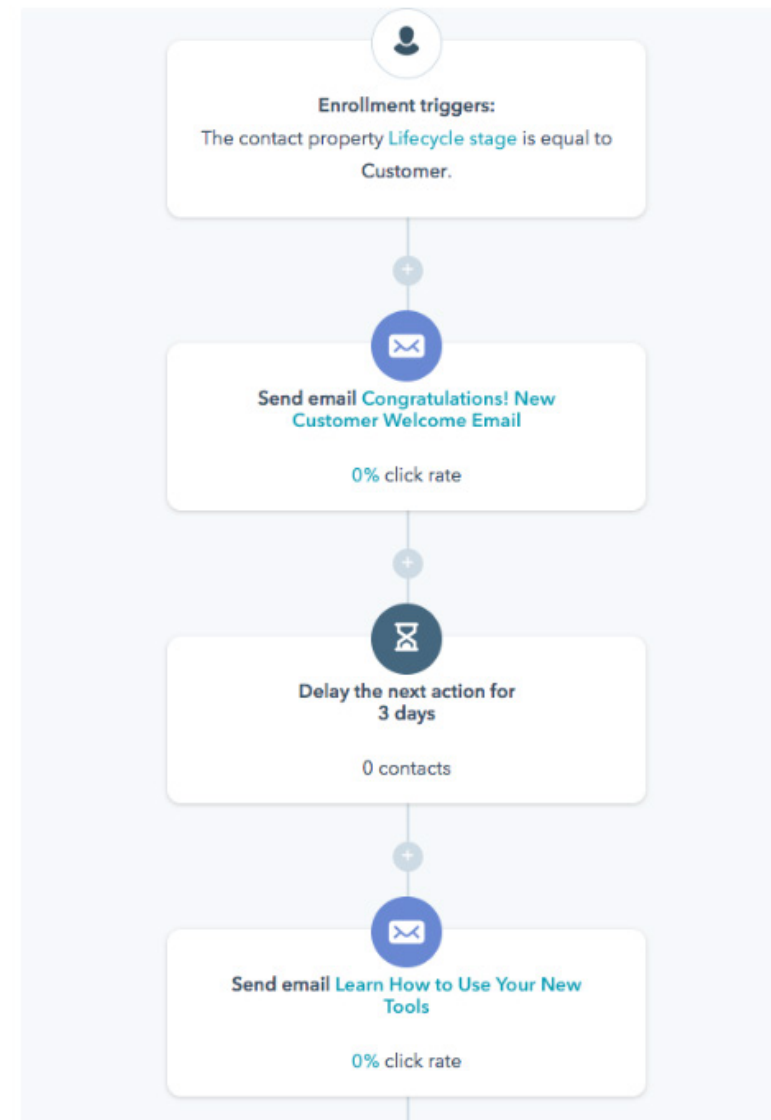 Enrollment triggers:
The contact property Lifecycle stage is equal to
Customer.
Send email Congratulations! New
Customer Welcome Email
0% click rate
Delay the next action for
3 days
0 contacts
Send email Learn How to Use Your New
Tools
0% click rate